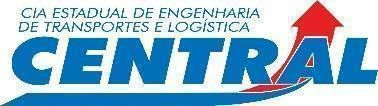 CIA ESTADUAL DE ENGENHARIA
DE TRANSPORTES E LOGÍSTICA
CENTRAL